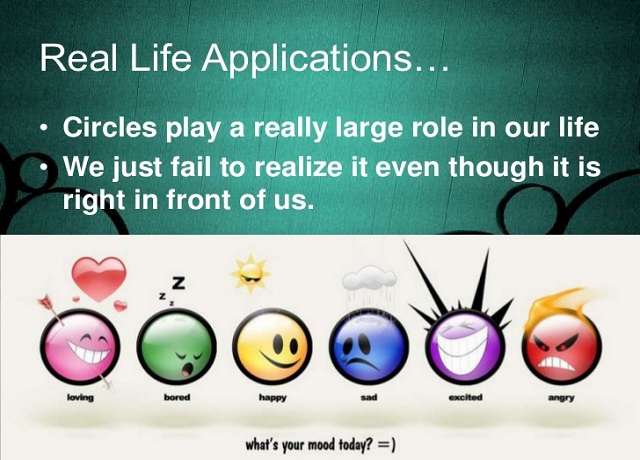 Real Life Applications…
• Circles play a really large role in our life
• We just fail to realize it even though it is
right in front of us.
z z Z
loving bored happy sad excited angry
what's your mood today? =)